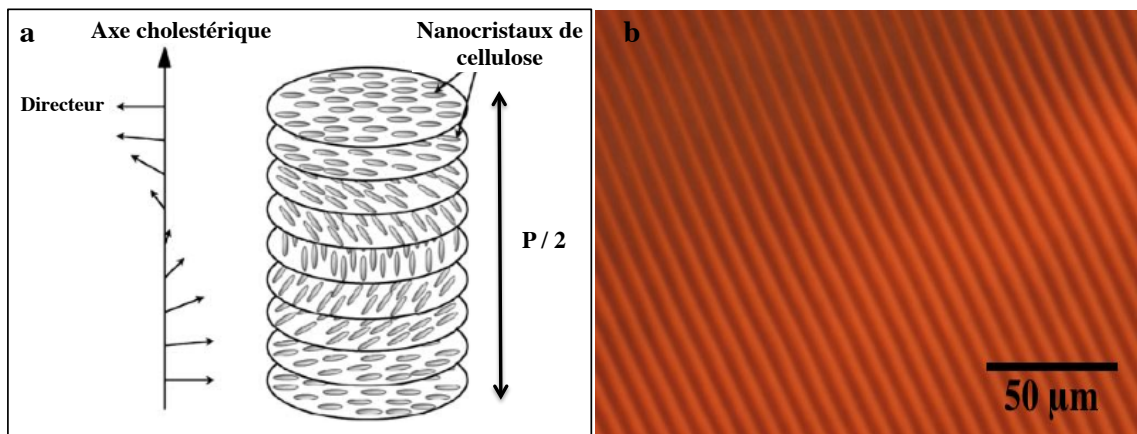 a
Axe cholestérique
Nanocristaux de
cellulose
Directeur
P / 2
b
50 µm